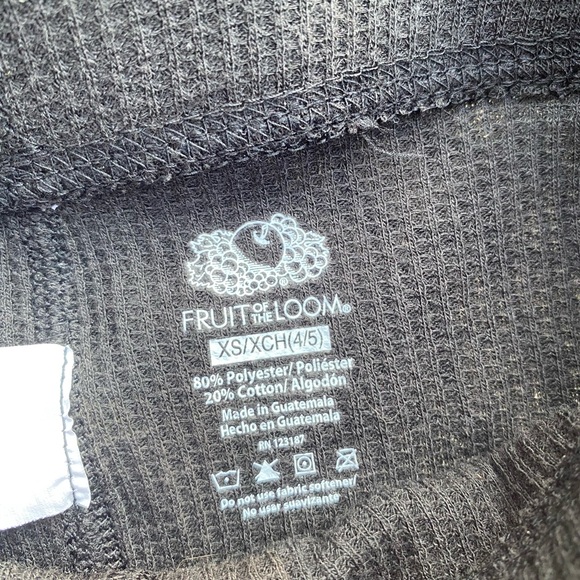 FRUIT OF THE LOOM®
XS/XCH(4/5)
80% Polyester/ Poliéster
20% Cotton/ Algodón
Made in Guatemala
Hecho en Guatemala
RN 123187
Do not use fabric softener/
No usar suavizante